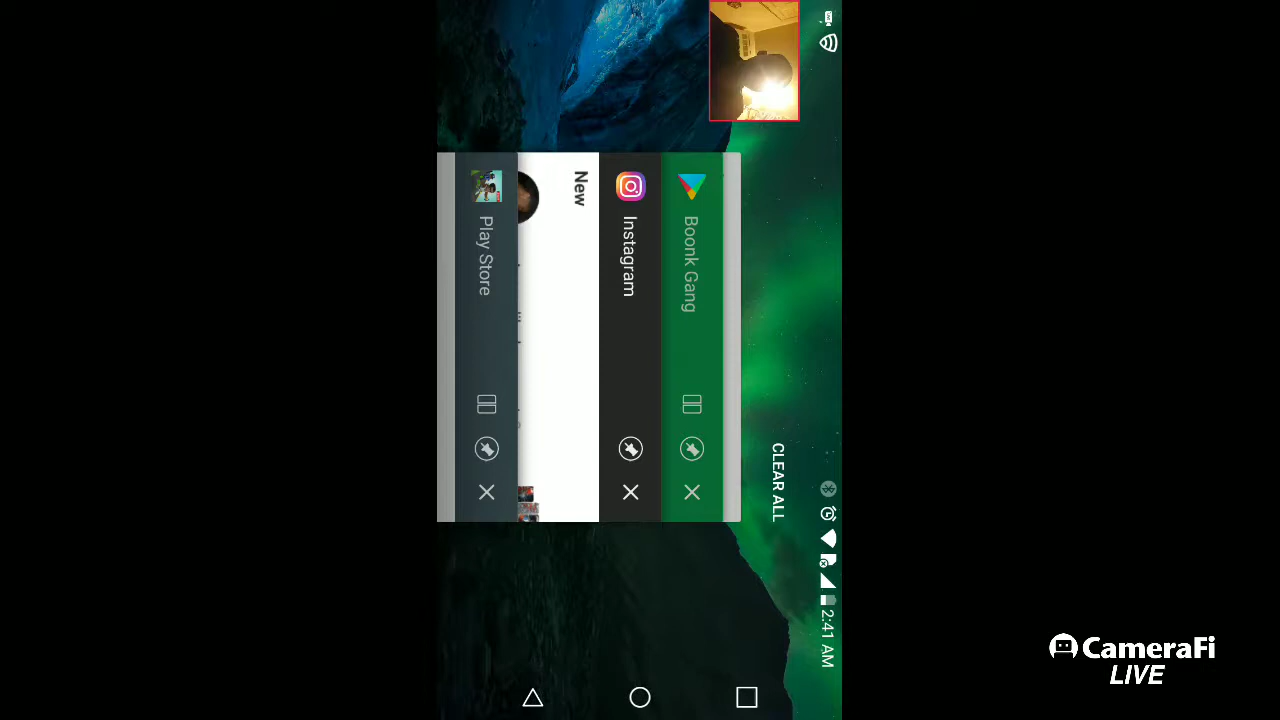 2:41 AM
CLEAR ALL
Boonk Gang
Instagram
New
Play Store
CameraFi
LIVE